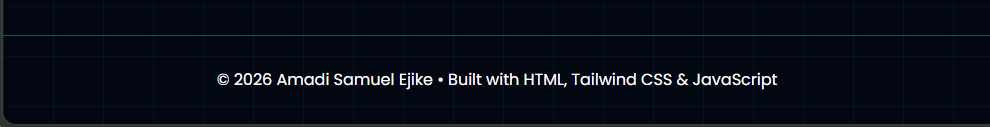 © 2026 Amadi Samuel Ejike • Built with HTML, Tailwind CSS & JavaScript